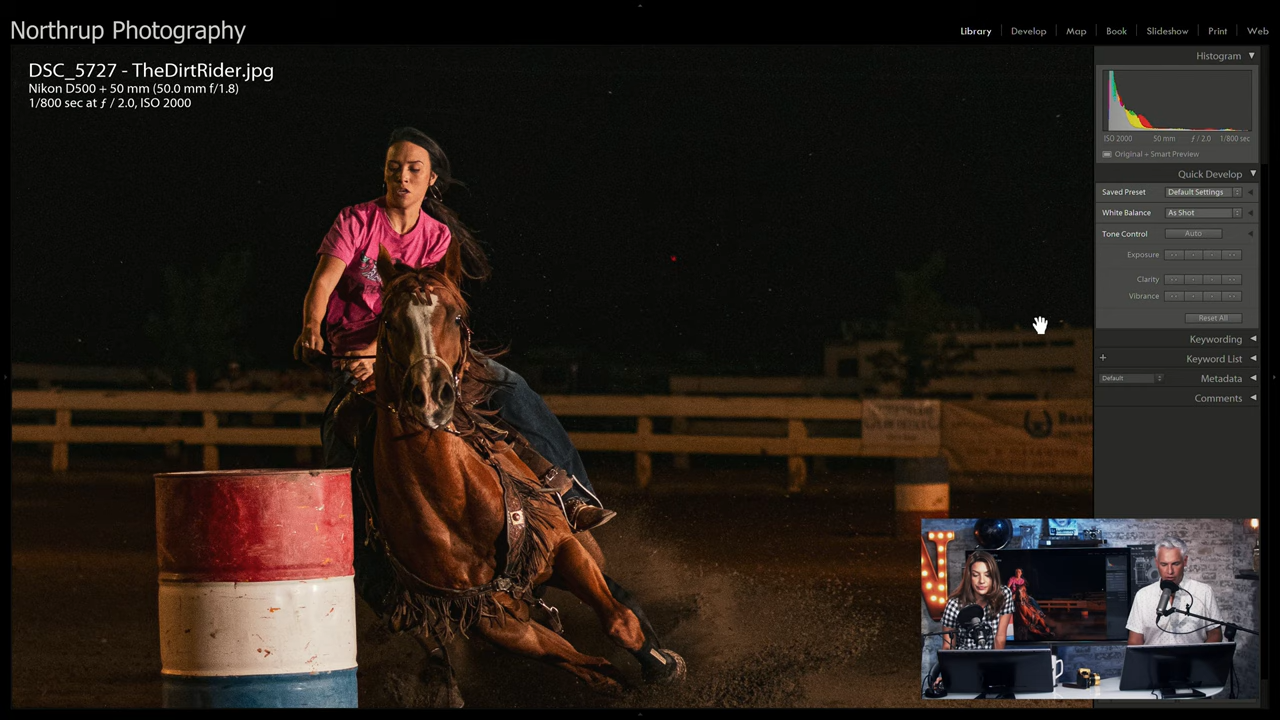 Northrup Photography
Library Develop Map Book Slideshow Print Web
DSC_5727 - TheDirtRider.jpg
Nikon D500 + 50 mm (50.0 mm f/1.8)
1/800 sec at ƒ / 2.0, ISO 2000
Histogram
ISO 2000 50 mm ƒ / 2.0 1/800 sec
Original + Smart Preview
Quick Develop
Saved Preset Default Settings
White Balance As Shot
Tone Control Auto
Exposure
Clarity
Vibrance
Reset All
Keywording
+ Keyword List
Default Metadata
Comments
N